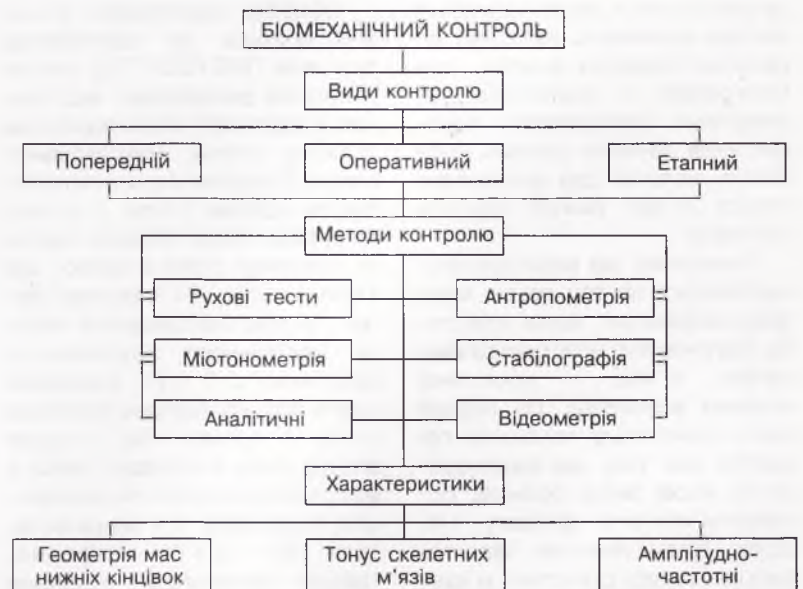 БІОМЕХАНІЧНИЙ КОНТРОЛЬ
Види контролю
Попередній
Оперативний
Етапний
Методи контролю
Рухові тести
Антропометрія
Міотонометрія
Стабілографія
Аналітичні
Відеометрія
Характеристики
Геометрія мас
нижніх кінцівок
Тонус скелетних
м'язів
Амплітудно-
частотні